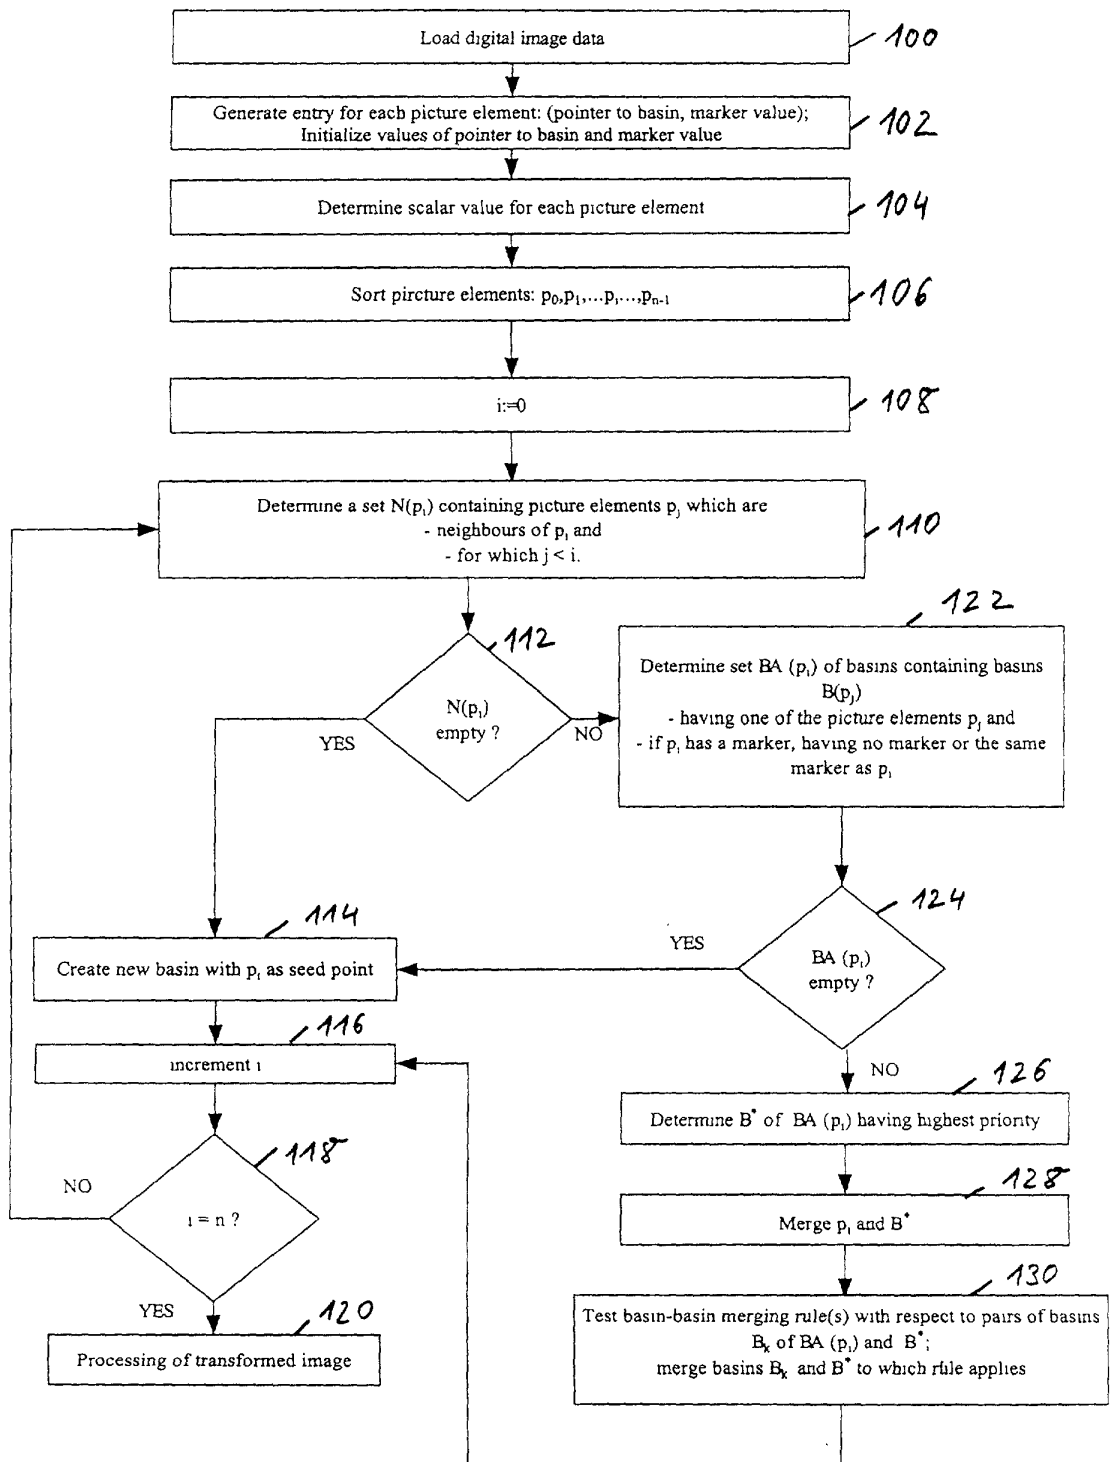 Load digital image data
100
Generate entry for each picture element: (pointer to basin, marker value);
Initialize values of pointer to basin and marker value
102
Determine scalar value for each picture element
104
Sort pircture elements: p₀,p₁,...pᵢ...,pₙ₋₁
106
i:=0
108
Determine a set N(pᵢ) containing picture elements pⱼ which are
- neighbours of pᵢ and
- for which j < i.
110
112
N(pᵢ)
empty ?
YES
NO
122
Determine set BA (pᵢ) of basins containing basins
B(pⱼ)
- having one of the picture elements pⱼ and
- if pᵢ has a marker, having no marker or the same
marker as pᵢ
124
BA (pᵢ)
empty ?
YES
NO
114
Create new basin with pᵢ as seed point
116
increment i
118
i = n ?
NO
YES
120
Processing of transformed image
126
Determine B* of BA (pᵢ) having highest priority
128
Merge pᵢ and B*
130
Test basin-basin merging rule(s) with respect to pairs of basins
Bₖ of BA (pᵢ) and B*;
merge basins Bₖ and B* to which rule applies